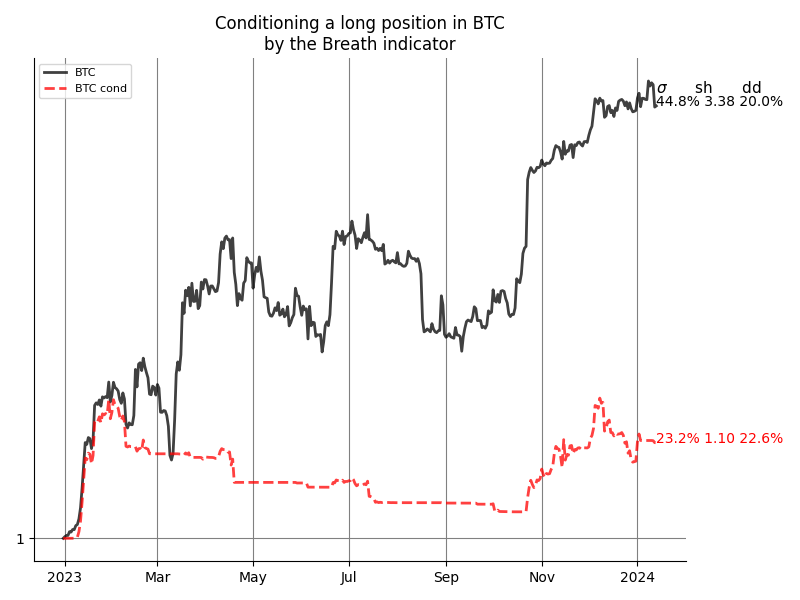 Conditioning a long position in BTC
by the Breath indicator
BTC
BTC cond
σ sh dd
44.8% 3.38 20.0%
23.2% 1.10 22.6%
1
2023 Mar May Jul Sep Nov 2024